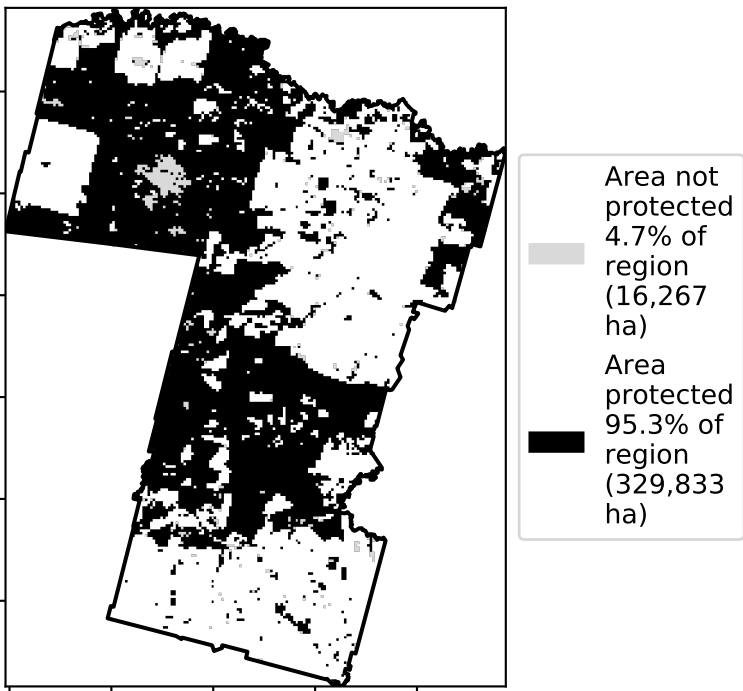 Area not
protected
4.7% of
region
(16,267
ha)
Area
protected
95.3% of
region
(329,833
ha)